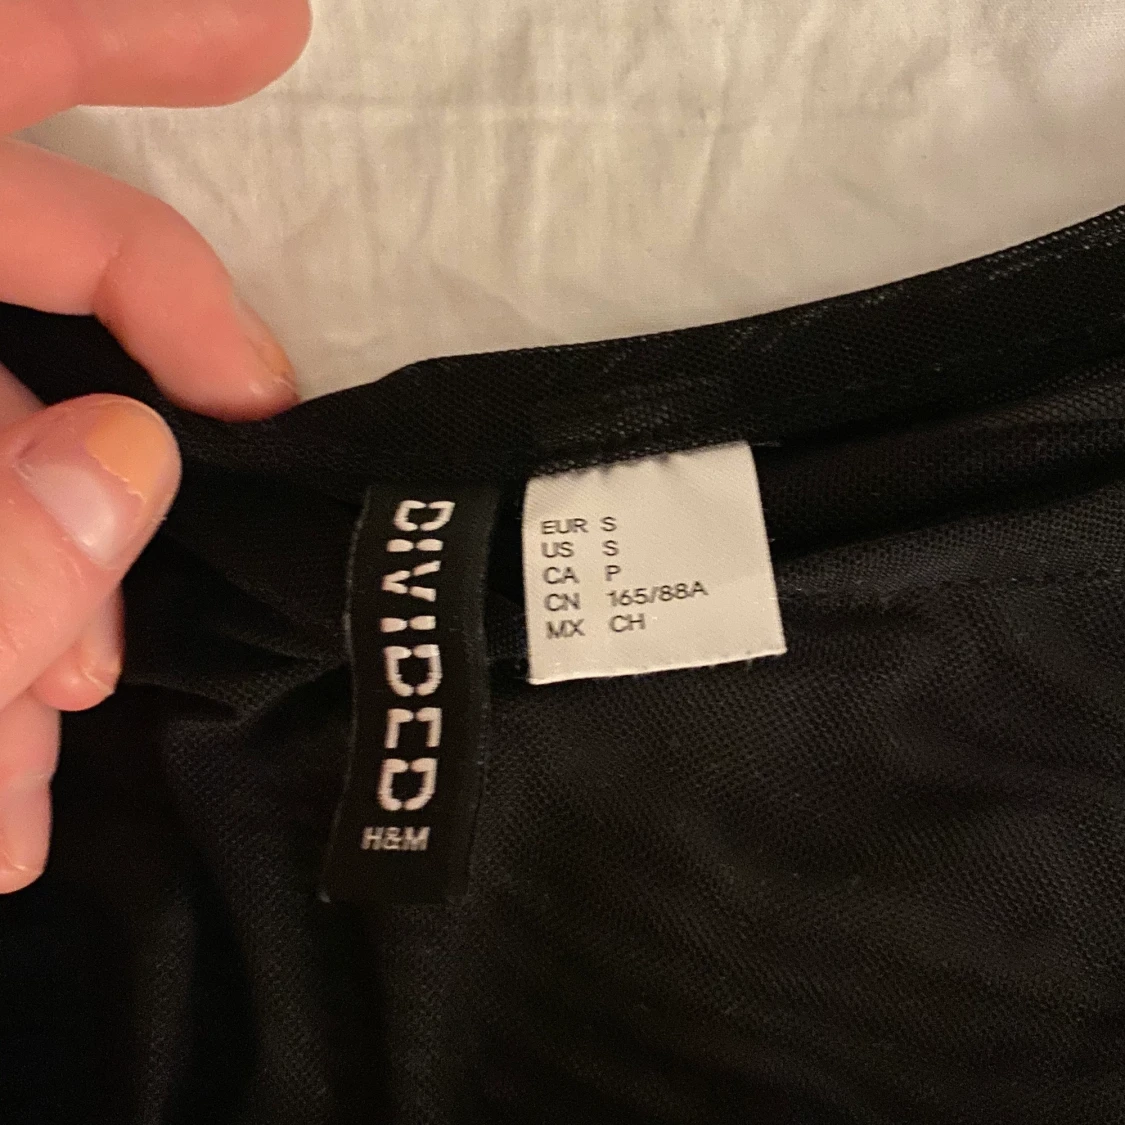 DIVIDED
H&M
EUR S
US S
CA P
CN 165/88A
MX CH